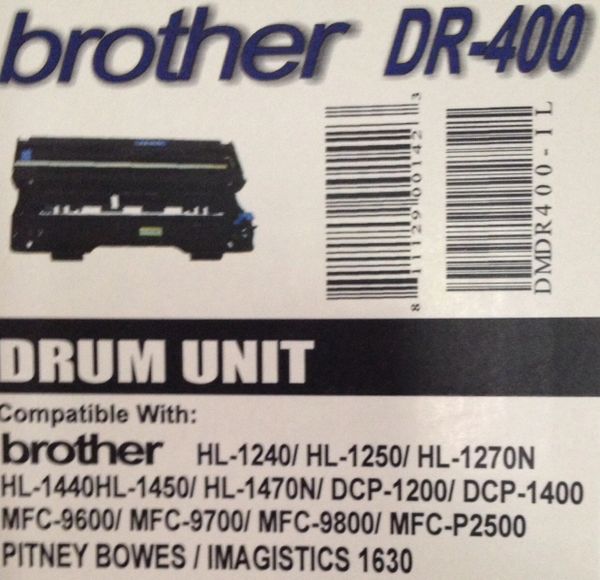 brother DR-400
8 11129 00142 3
DMDR400-IL
DRUM UNIT
Compatible With:
brother HL-1240/ HL-1250/ HL-1270N
HL-1440HL-1450/ HL-1470N/ DCP-1200/ DCP-1400
MFC-9600/ MFC-9700/ MFC-9800/ MFC-P2500
PITNEY BOWES / IMAGISTICS 1630